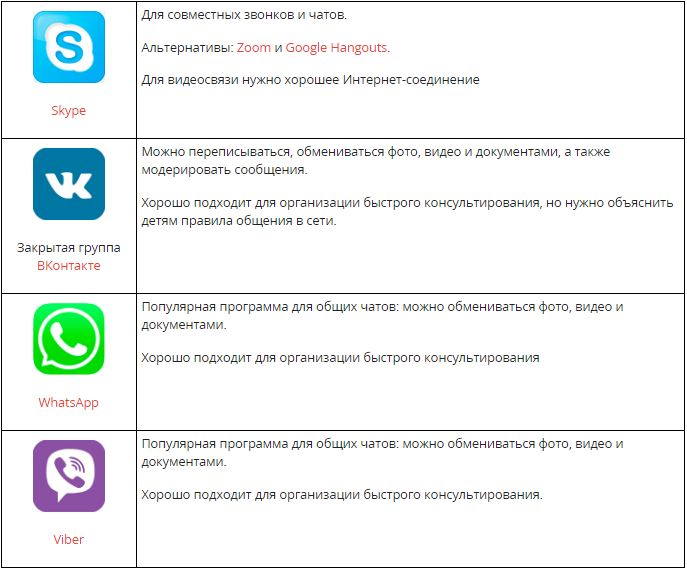 Для совместных звонков и чатов.
Альтернативы: Zoom и Google Hangouts.
Для видеосвязи нужно хорошее Интернет-соединение
Skype
Можно переписываться, обмениваться фото, видео и документами, а также
модерировать сообщения.
Хорошо подходит для организации быстрого консультирования, но нужно объяснить
детям правила общения в сети.
Закрытая группа
ВКонтакте
Популярная программа для общих чатов: можно обмениваться фото, видео и
документами.
Хорошо подходит для организации быстрого консультирования
WhatsApp
Популярная программа для общих чатов: можно обмениваться фото, видео и
документами.
Хорошо подходит для организации быстрого консультирования.
Viber